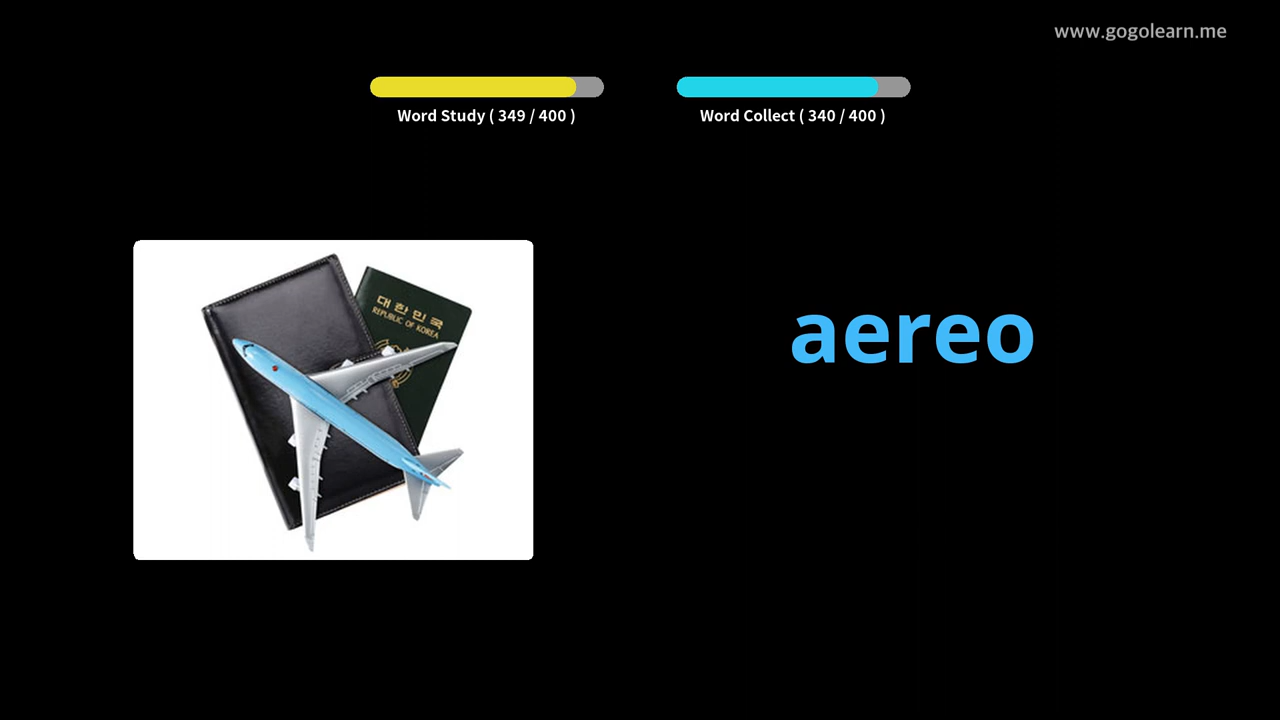 www.gogolearn.me
Word Study ( 349 / 400 )
Word Collect ( 340 / 400 )
대한민국
REPUBLIC OF KOREA
aereo